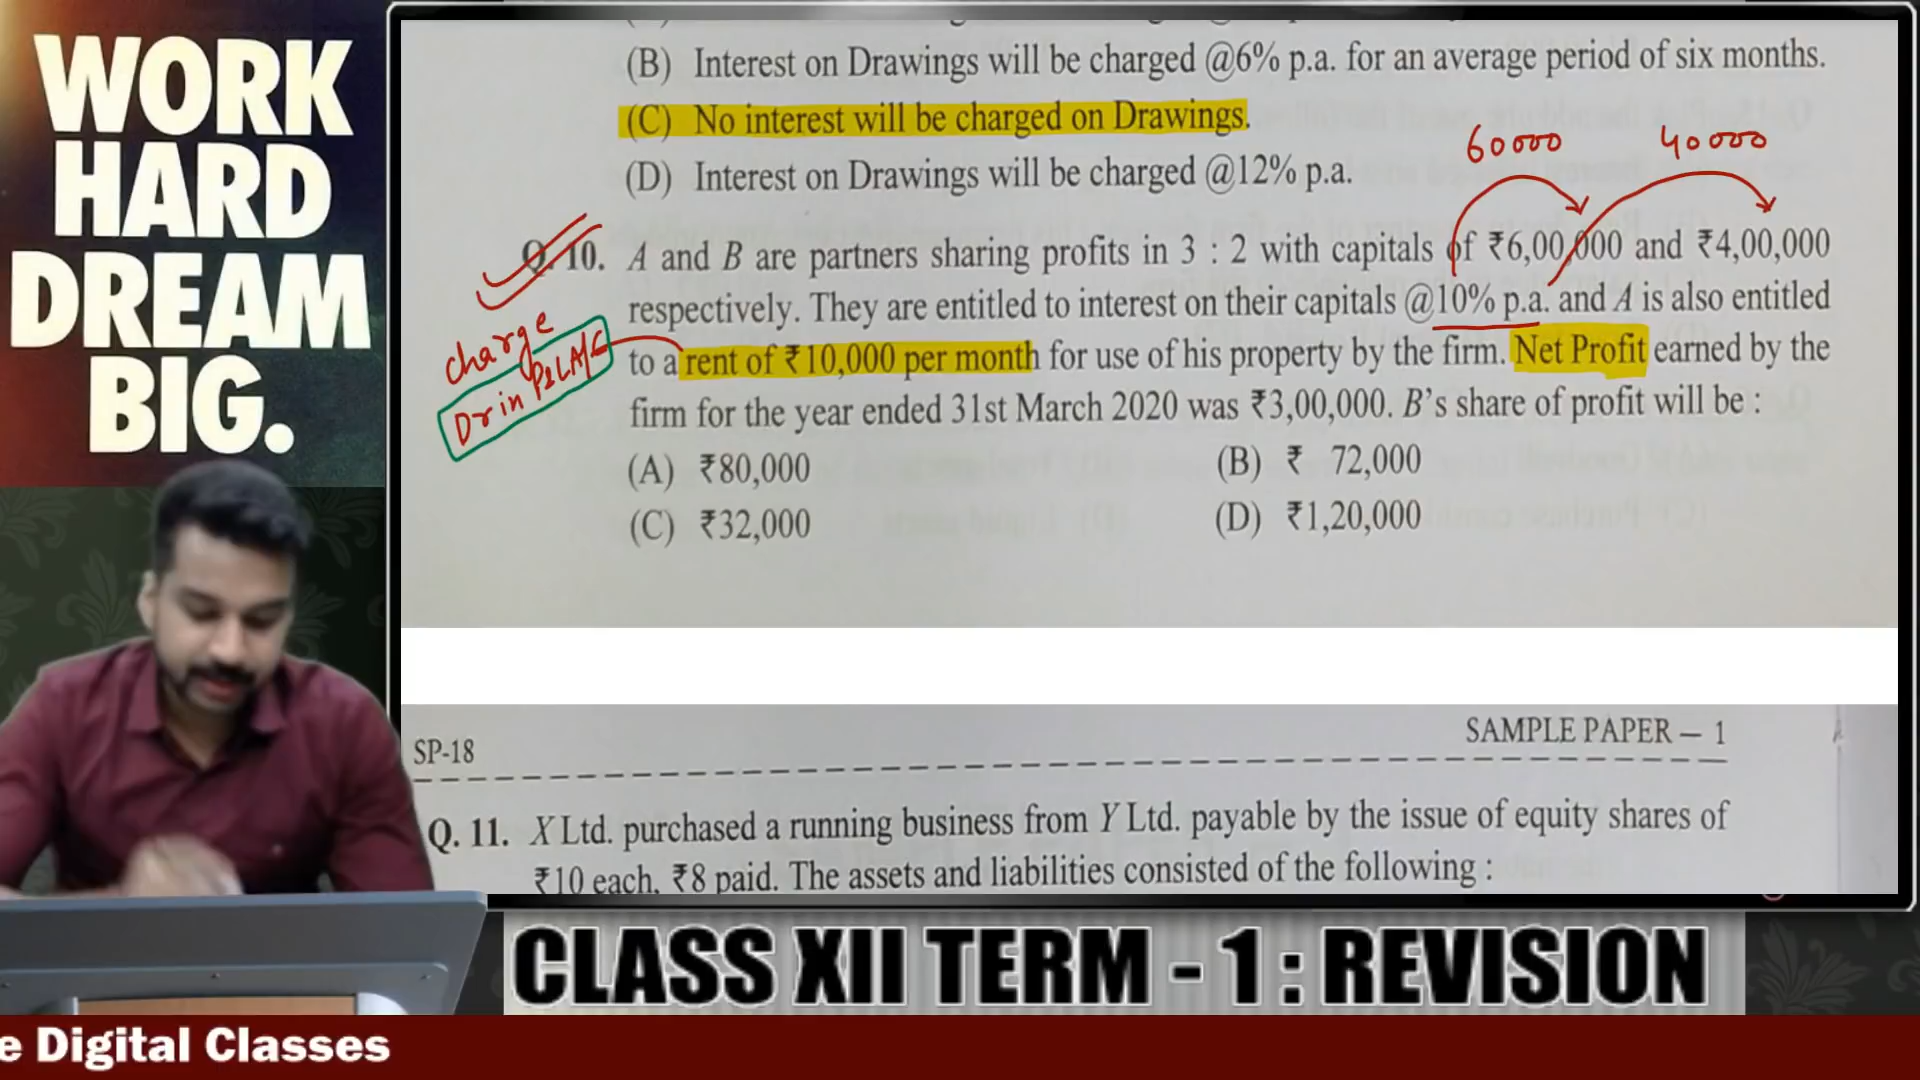 WORK
HARD
DREAM
BIG.
(B) Interest on Drawings will be charged @6% p.a. for an average period of six months.
(C) No interest will be charged on Drawings.
60000 40000
(D) Interest on Drawings will be charged @12% p.a.
Q. 10. A and B are partners sharing profits in 3 : 2 with capitals of ₹6,00,000 and ₹4,00,000
respectively. They are entitled to interest on their capitals @10% p.a. and A is also entitled
charge
Dr in P&L A/c
to a rent of ₹10,000 per month for use of his property by the firm. Net Profit earned by the
firm for the year ended 31st March 2020 was ₹3,00,000. B's share of profit will be :
(A) ₹80,000 (B) ₹ 72,000
(C) ₹32,000 (D) ₹1,20,000
SP-18 SAMPLE PAPER – 1
Q. 11. X Ltd. purchased a running business from Y Ltd. payable by the issue of equity shares of
₹10 each, ₹8 paid. The assets and liabilities consisted of the following :
CLASS XII TERM - 1 : REVISION
e Digital Classes